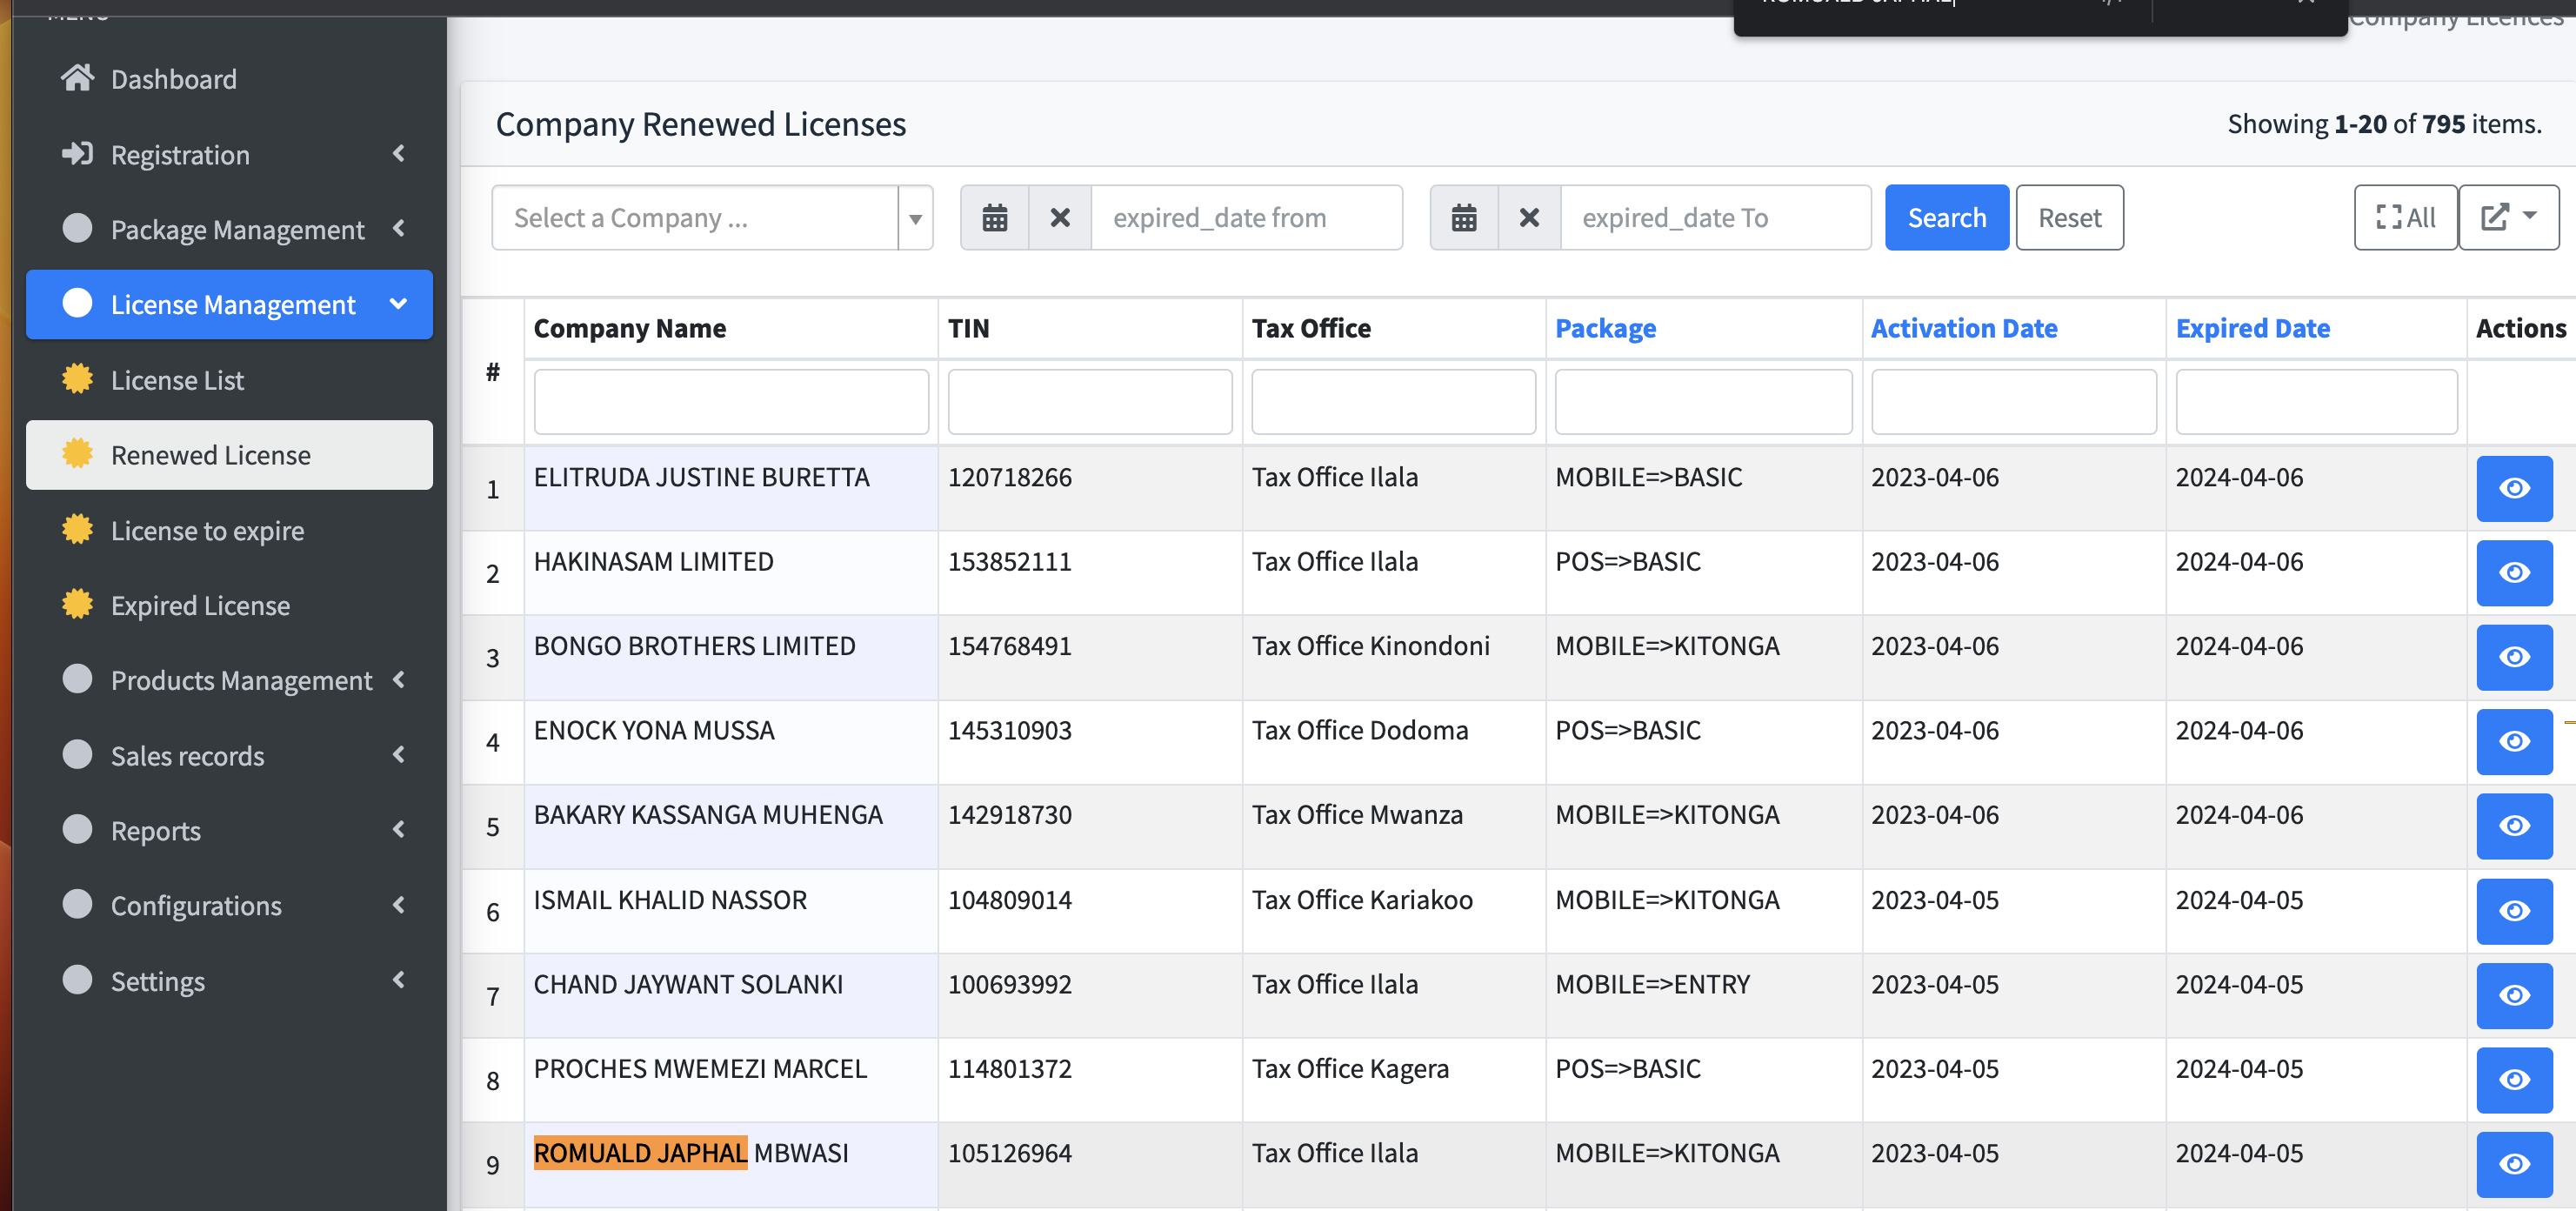 Company Licences
Dashboard
Registration
Package Management
License Management
License List
Renewed License
License to expire
Expired License
Products Management
Sales records
Reports
Configurations
Settings
Company Renewed Licenses
Showing 1-20 of 795 items.
Select a Company ...
expired_date from
expired_date To
Search
Reset
All
# Company Name TIN Tax Office Package Activation Date Expired Date Actions
1 ELITRUDA JUSTINE BURETTA 120718266 Tax Office Ilala MOBILE=>BASIC 2023-04-06 2024-04-06
2 HAKINASAM LIMITED 153852111 Tax Office Ilala POS=>BASIC 2023-04-06 2024-04-06
3 BONGO BROTHERS LIMITED 154768491 Tax Office Kinondoni MOBILE=>KITONGA 2023-04-06 2024-04-06
4 ENOCK YONA MUSSA 145310903 Tax Office Dodoma POS=>BASIC 2023-04-06 2024-04-06
5 BAKARY KASSANGA MUHENGA 142918730 Tax Office Mwanza MOBILE=>KITONGA 2023-04-06 2024-04-06
6 ISMAIL KHALID NASSOR 104809014 Tax Office Kariakoo MOBILE=>KITONGA 2023-04-05 2024-04-05
7 CHAND JAYWANT SOLANKI 100693992 Tax Office Ilala MOBILE=>ENTRY 2023-04-05 2024-04-05
8 PROCHES MWEMEZI MARCEL 114801372 Tax Office Kagera POS=>BASIC 2023-04-05 2024-04-05
9 ROMUALD JAPHAL MBWASI 105126964 Tax Office Ilala MOBILE=>KITONGA 2023-04-05 2024-04-05